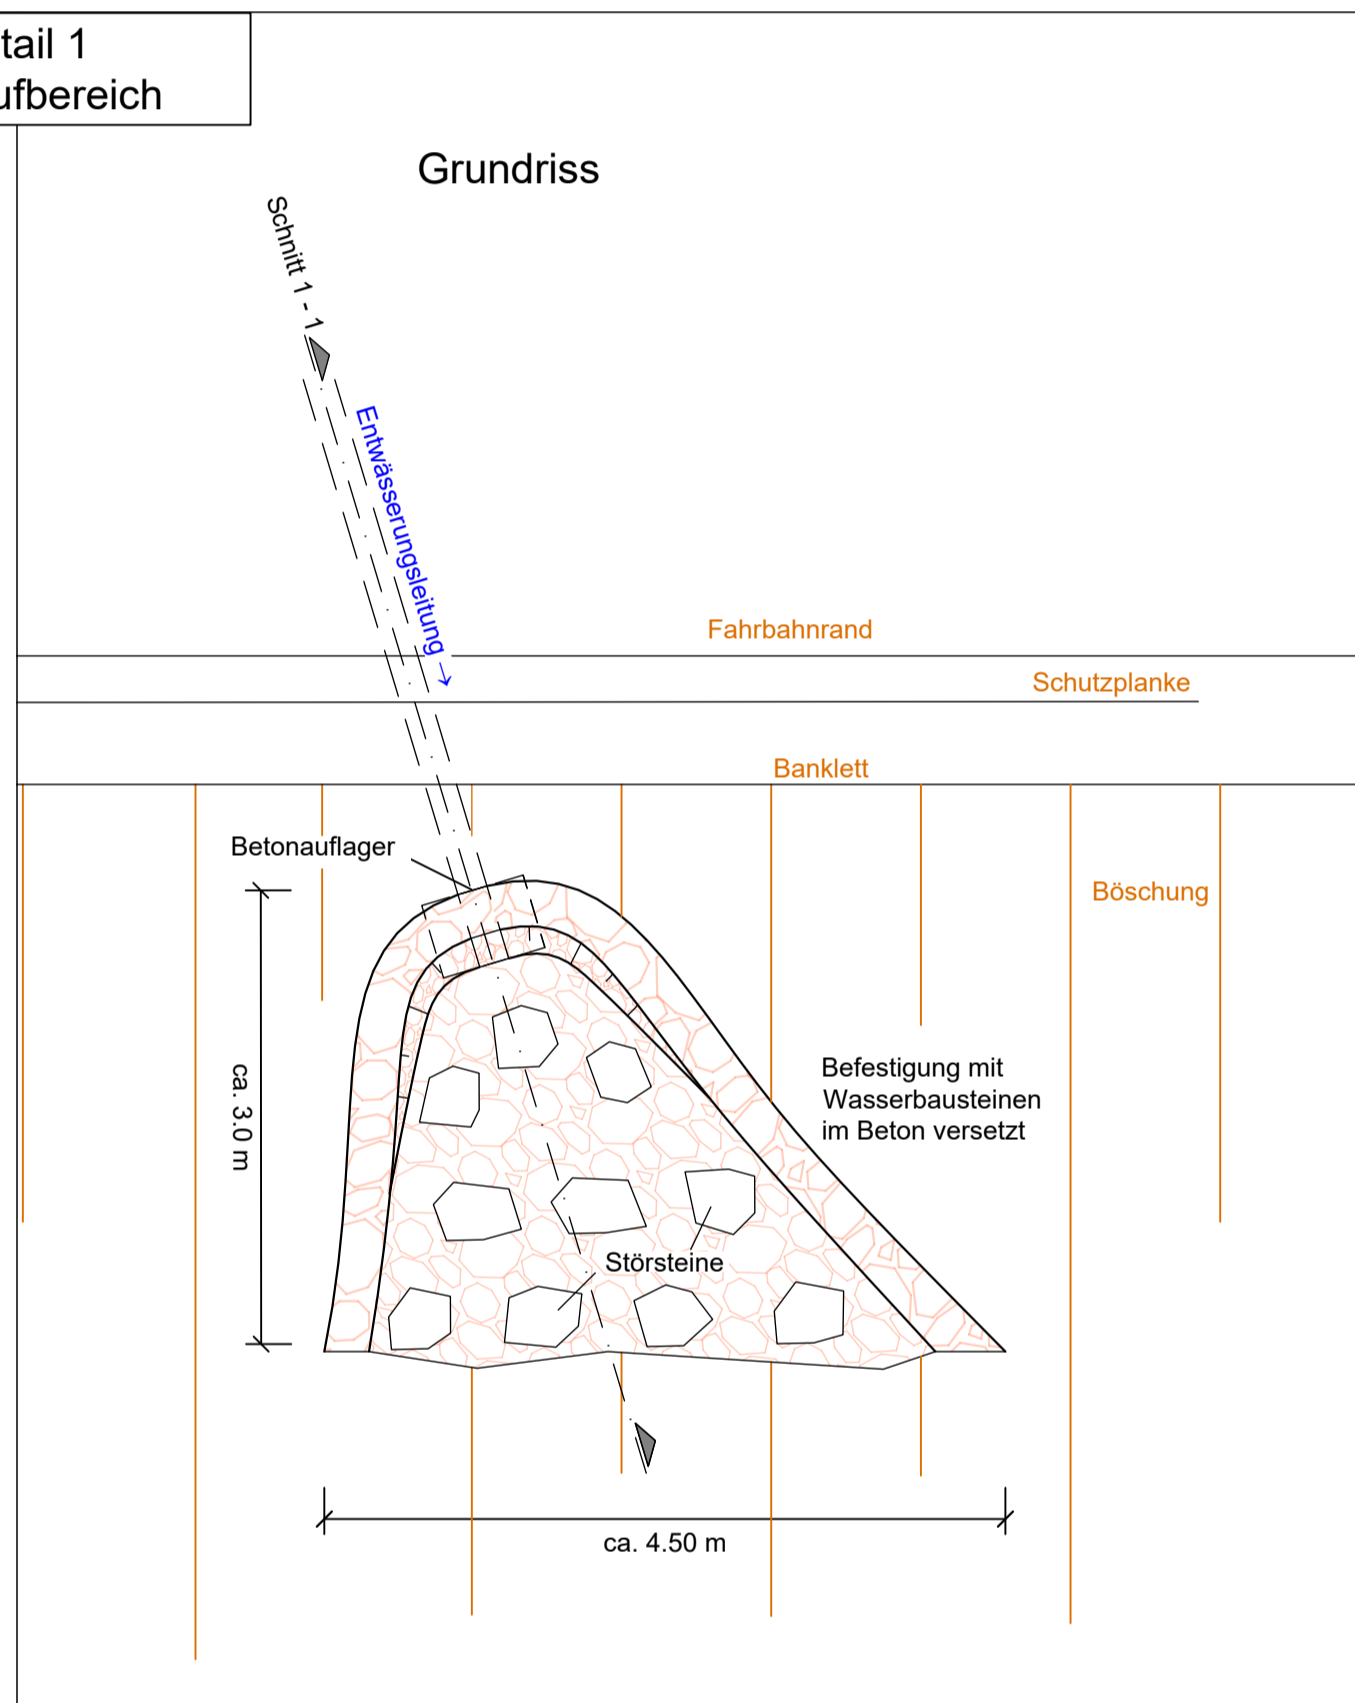 tail 1
ufbereich
Grundriss
Schnitt 1 - 1
Entwässerungsleitung →
Fahrbahnrand
Schutzplanke
Banklett
Betonauflager
Böschung
ca. 3.0 m
Befestigung mit
Wasserbausteinen
im Beton versetzt
Störsteine
ca. 4.50 m